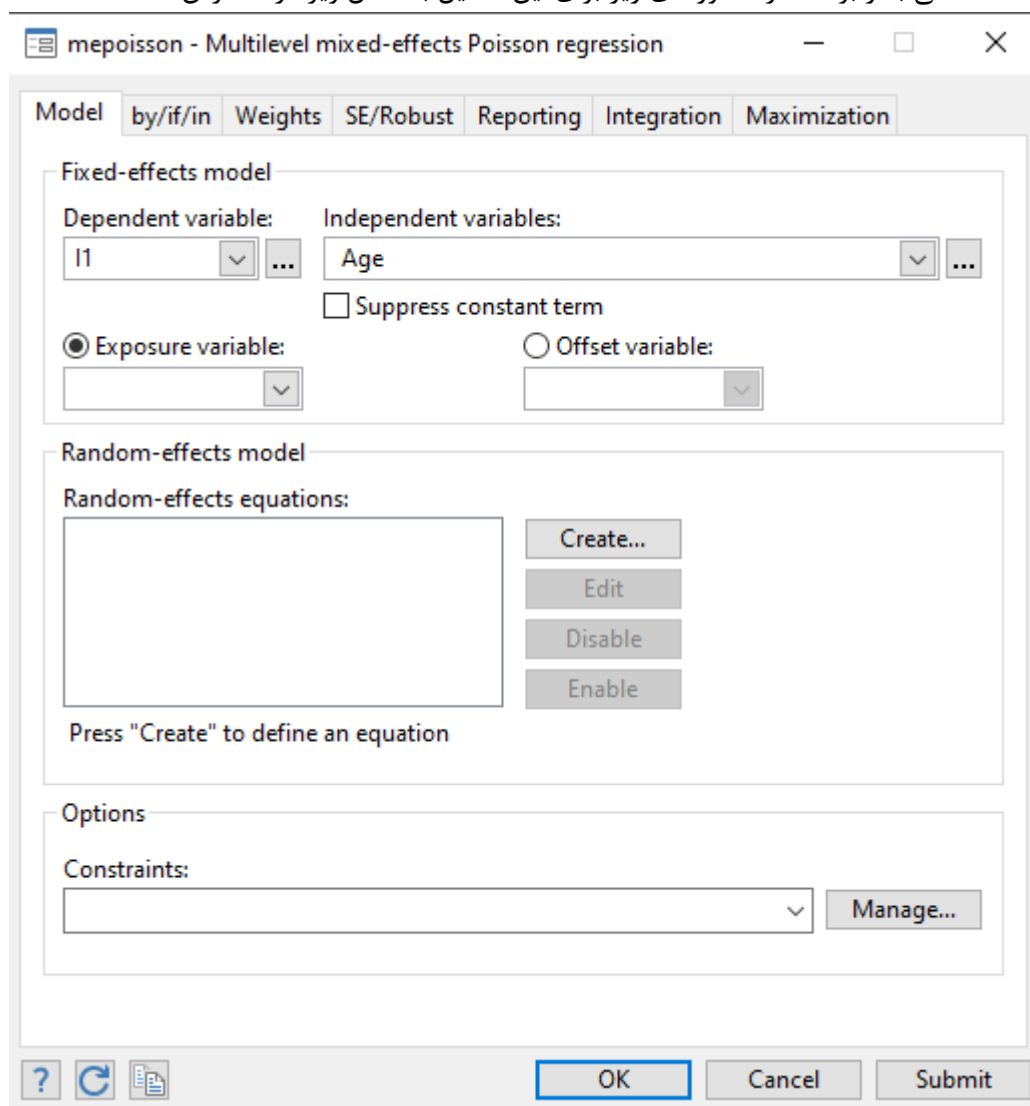 mepoisson - Multilevel mixed-effects Poisson regression
Model by/if/in Weights SE/Robust Reporting Integration Maximization
Fixed-effects model
Dependent variable: Independent variables:
I1 ... Age ...
Suppress constant term
Exposure variable: Offset variable:
Random-effects model
Random-effects equations:
Create...
Edit
Disable
Enable
Press "Create" to define an equation
Options
Constraints:
Manage...
? OK Cancel Submit